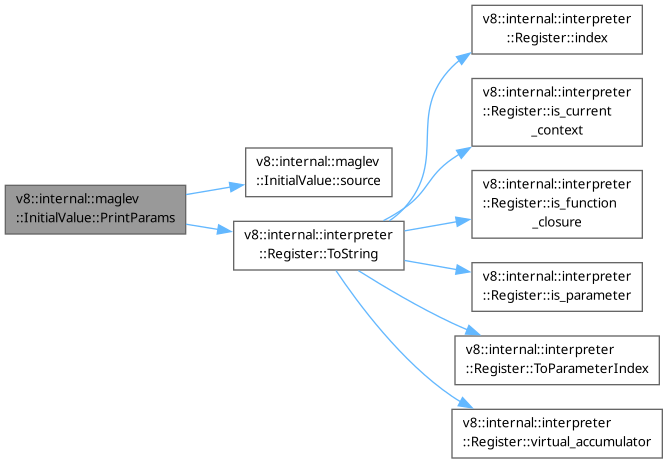 v8::internal::maglev
::InitialValue::PrintParams
v8::internal::maglev
::InitialValue::source
v8::internal::interpreter
::Register::ToString
v8::internal::interpreter
::Register::index
v8::internal::interpreter
::Register::is_current
_context
v8::internal::interpreter
::Register::is_function
_closure
v8::internal::interpreter
::Register::is_parameter
v8::internal::interpreter
::Register::ToParameterIndex
v8::internal::interpreter
::Register::virtual_accumulator